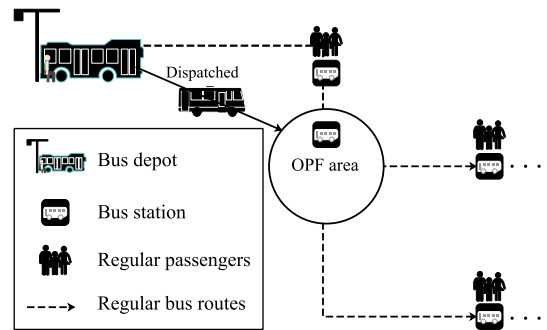 Dispatched
OPF area
Bus depot
Bus station
Regular passengers
Regular bus routes